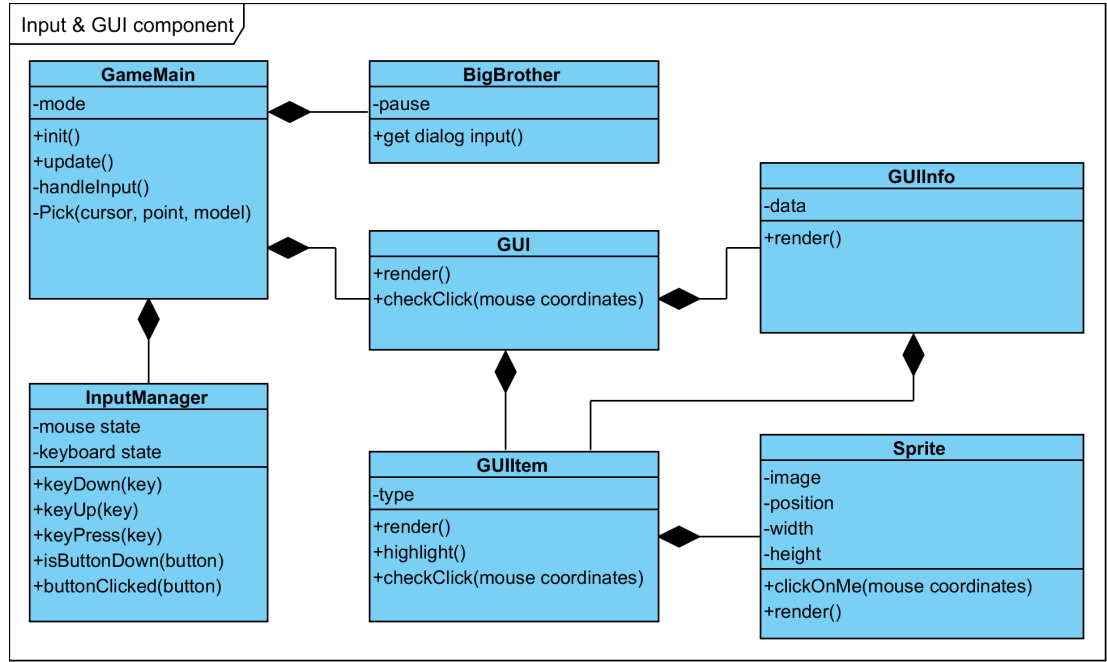 Input & GUI component
GameMain
-mode
+init()
+update()
-handleInput()
-Pick(cursor, point, model)
BigBrother
-pause
+get dialog input()
GUI
+render()
+checkClick(mouse coordinates)
GUIInfo
-data
+render()
InputManager
-mouse state
-keyboard state
+keyDown(key)
+keyUp(key)
+keyPress(key)
+isButtonDown(button)
+buttonClicked(button)
GUIItem
-type
+render()
+highlight()
+checkClick(mouse coordinates)
Sprite
-image
-position
-width
-height
+clickOnMe(mouse coordinates)
+render()